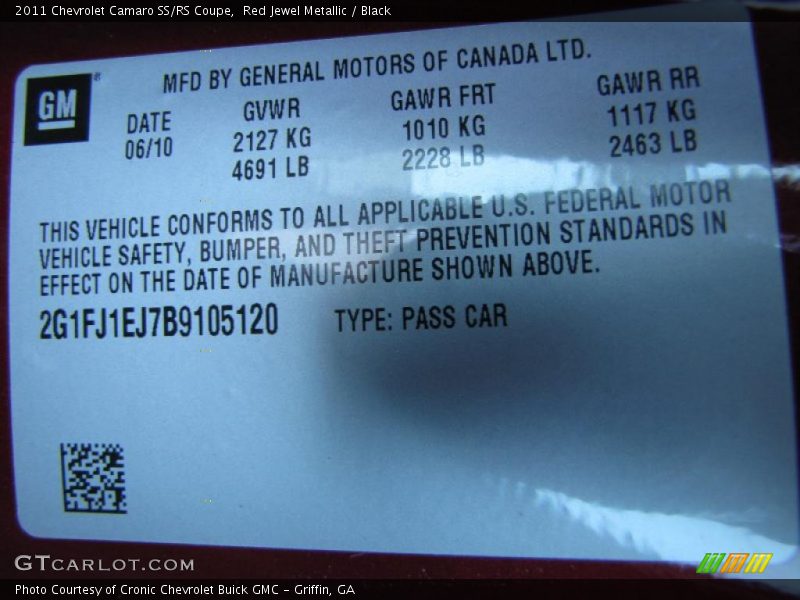 2011 Chevrolet Camaro SS/RS Coupe,  Red Jewel Metallic / Black
GM ®
MFD BY GENERAL MOTORS OF CANADA LTD.
DATE GVWR GAWR FRT GAWR RR
06/10 2127 KG 1010 KG 1117 KG
4691 LB 2228 LB 2463 LB
THIS VEHICLE CONFORMS TO ALL APPLICABLE U.S. FEDERAL MOTOR
VEHICLE SAFETY, BUMPER, AND THEFT PREVENTION STANDARDS IN
EFFECT ON THE DATE OF MANUFACTURE SHOWN ABOVE.
2G1FJ1EJ7B9105120 TYPE: PASS CAR
GTCARLOT.COM
Photo Courtesy of Cronic Chevrolet Buick GMC – Griffin, GA